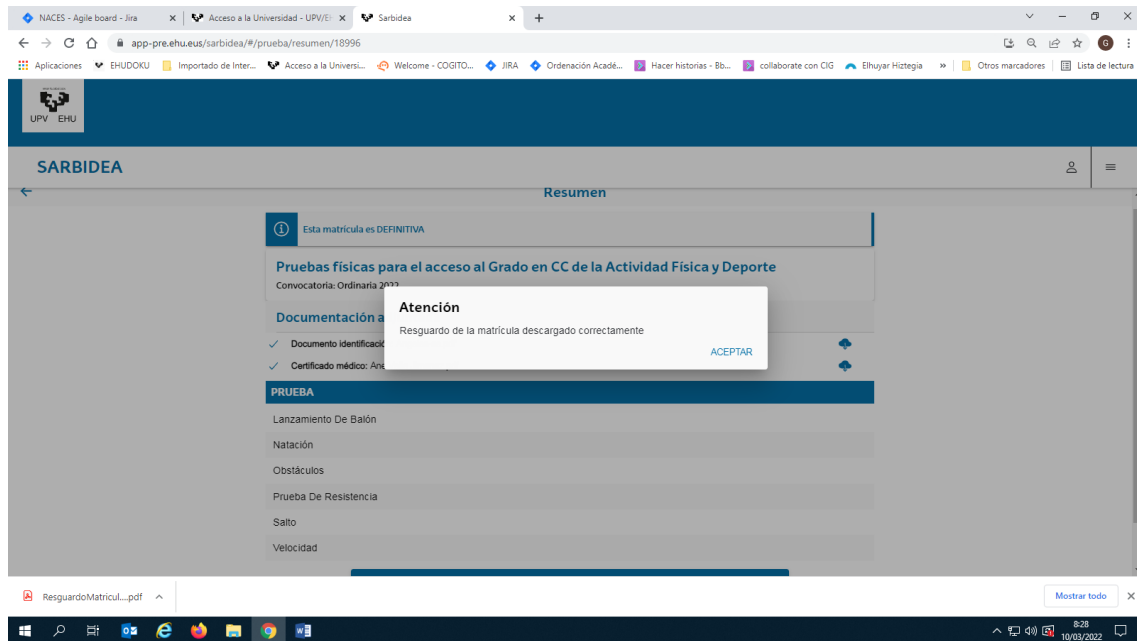 NACES - Agile board - Jira
Acceso a la Universidad - UPV/EH
Sarbidea
app-pre.ehu.eus/sarbidea/#/prueba/resumen/18996
G
Aplicaciones
EHUDOKU
Importado de Inter...
Acceso a la Universi...
Welcome - COGITO...
JIRA
Ordenación Acadé...
Hacer historias - Bb...
collaborate con CIG
Elhuyar Hiztegia
»
Otros marcadores
Lista de lectura
UPV EHU
SARBIDEA
Resumen
Esta matrícula es DEFINITIVA
Pruebas físicas para el acceso al Grado en CC de la Actividad Física y Deporte
Convocatoria: Ordinaria 2022
Documentación a
Atención
Resguardo de la matrícula descargado correctamente
ACEPTAR
Documento identificació
Certificado médico: Ane
PRUEBA
Lanzamiento De Balón
Natación
Obstáculos
Prueba De Resistencia
Salto
Velocidad
ResguardoMatricul....pdf
Mostrar todo
8:28
10/03/2022